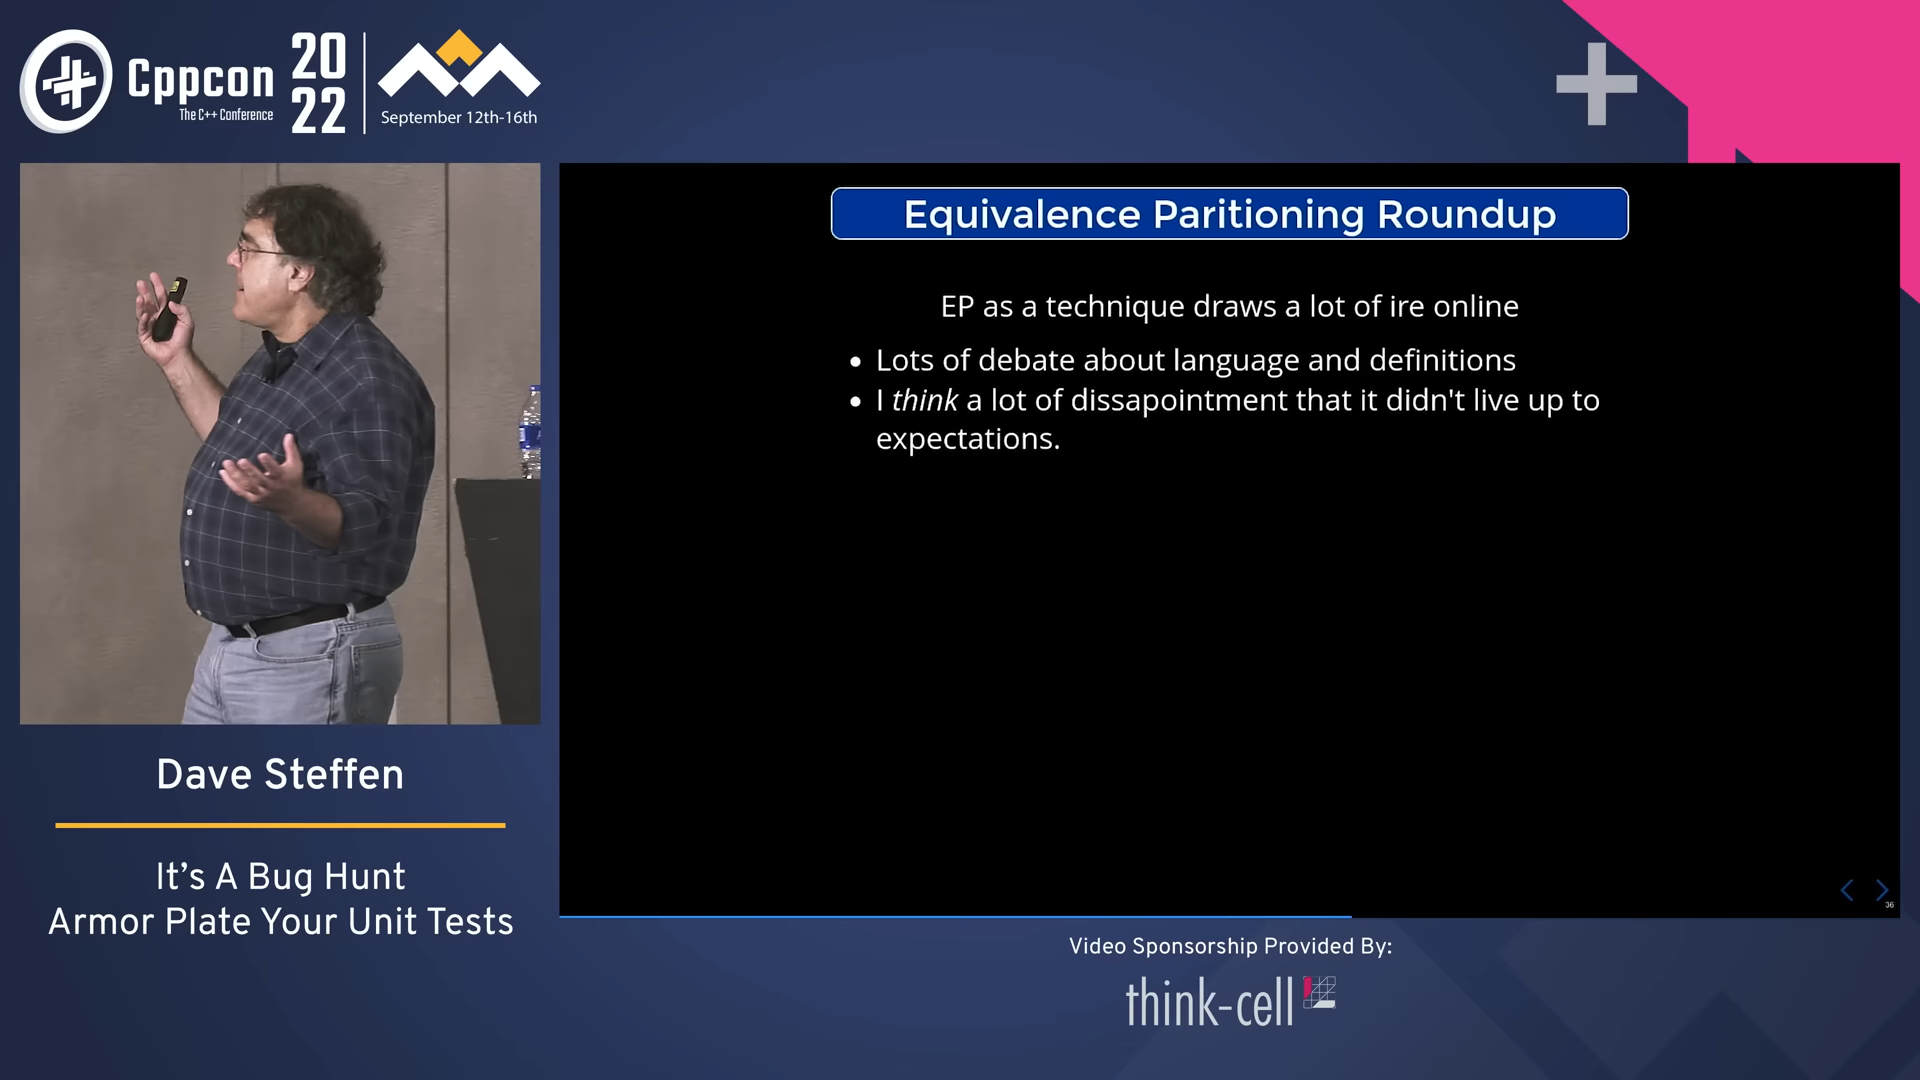 Cppcon
The C++ Conference
20
22
September 12th-16th
Equivalence Paritioning Roundup
EP as a technique draws a lot of ire online
Lots of debate about language and definitions
I think a lot of dissapointment that it didn't live up to
expectations.
36
Dave Steffen
It's A Bug Hunt
Armor Plate Your Unit Tests
Video Sponsorship Provided By:
think-cell